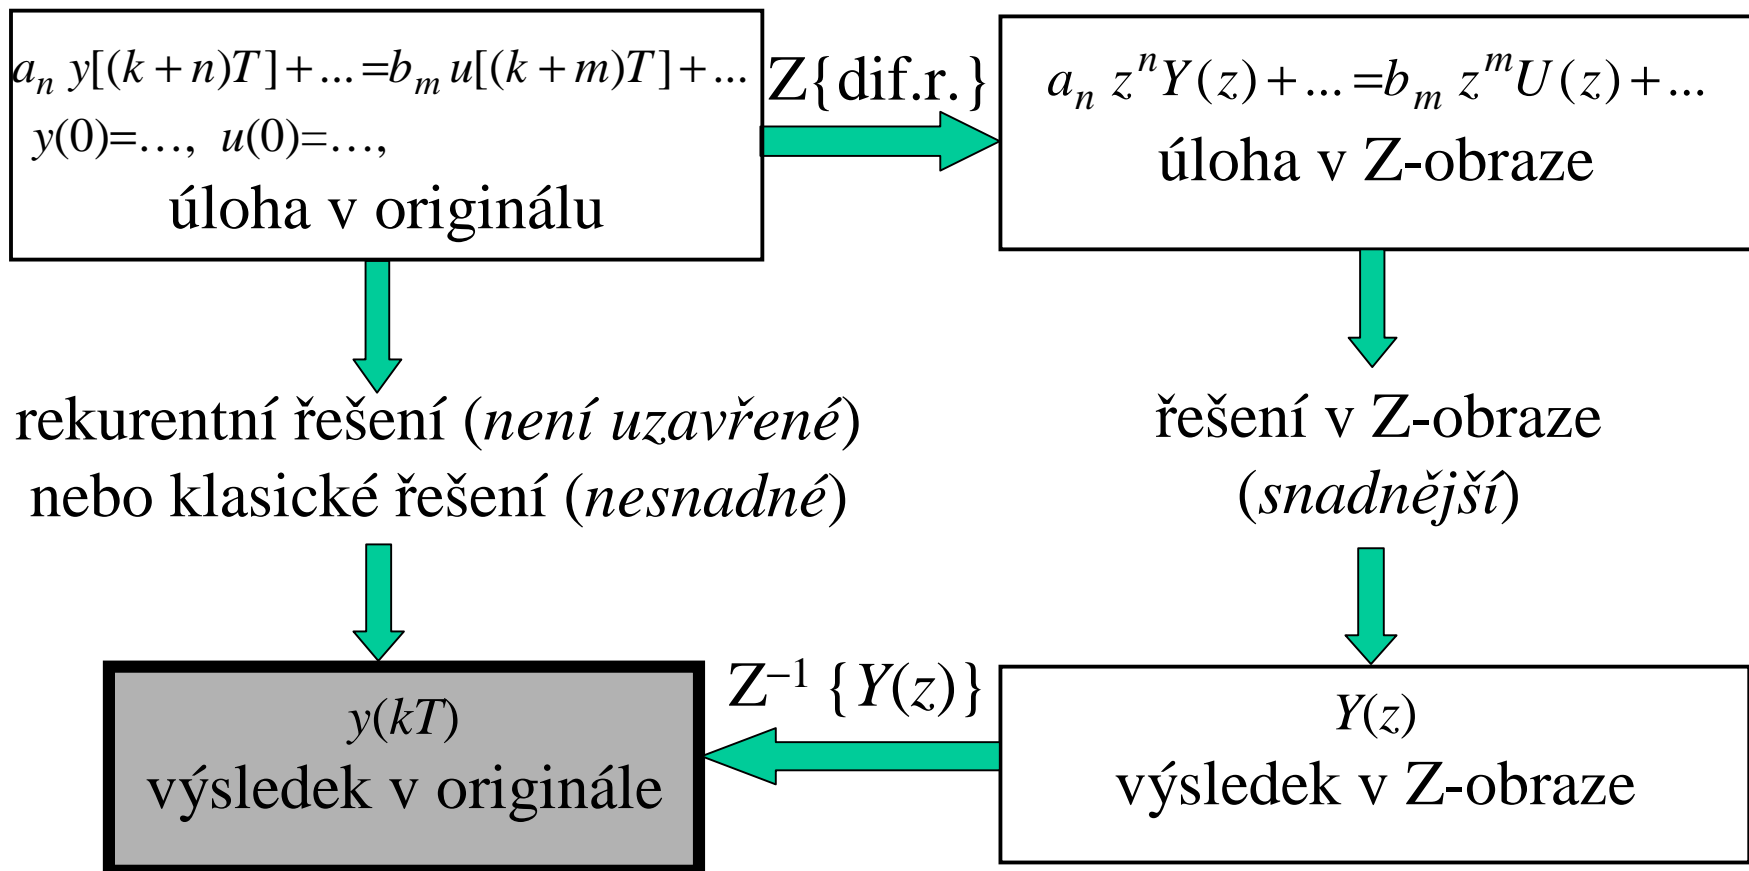 a_n y[(k + n)T] + ... = b_m u[(k + m)T] + ...
y(0)=…, u(0)=…,
úloha v originálu
Z{dif.r.}
a_n z^n Y(z) + ... = b_m z^m U(z) + ...
úloha v Z-obraze
rekurentní řešení (není uzavřené)
nebo klasické řešení (nesnadné)
řešení v Z-obraze
(snadnější)
y(kT)
výsledek v originále
Z⁻¹ {Y(z)}
Y(z)
výsledek v Z-obraze